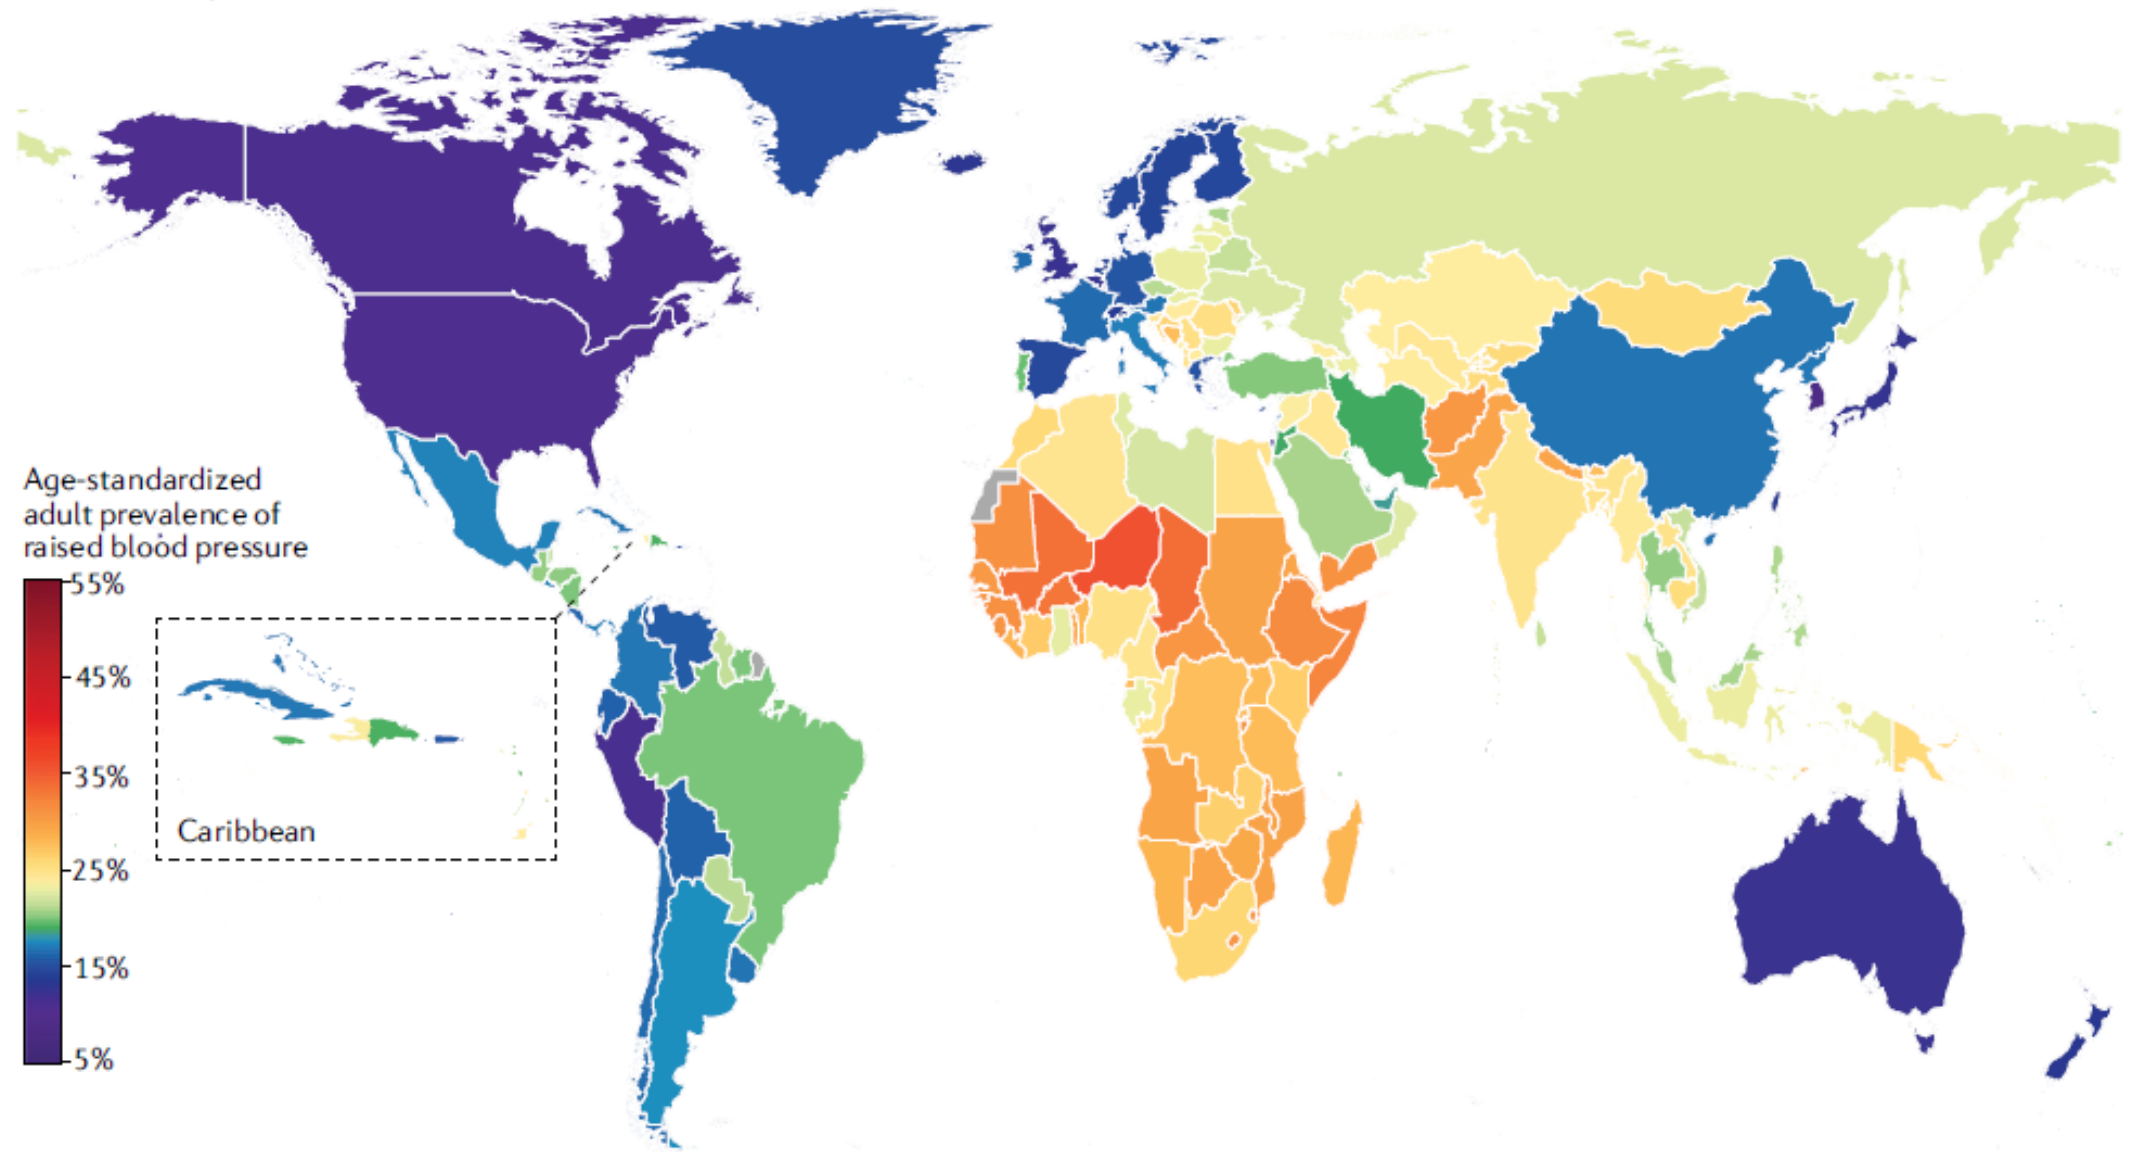 Age-standardized
adult prevalence of
raised blood pressure
55%
45%
35%
25%
15%
5%
Caribbean